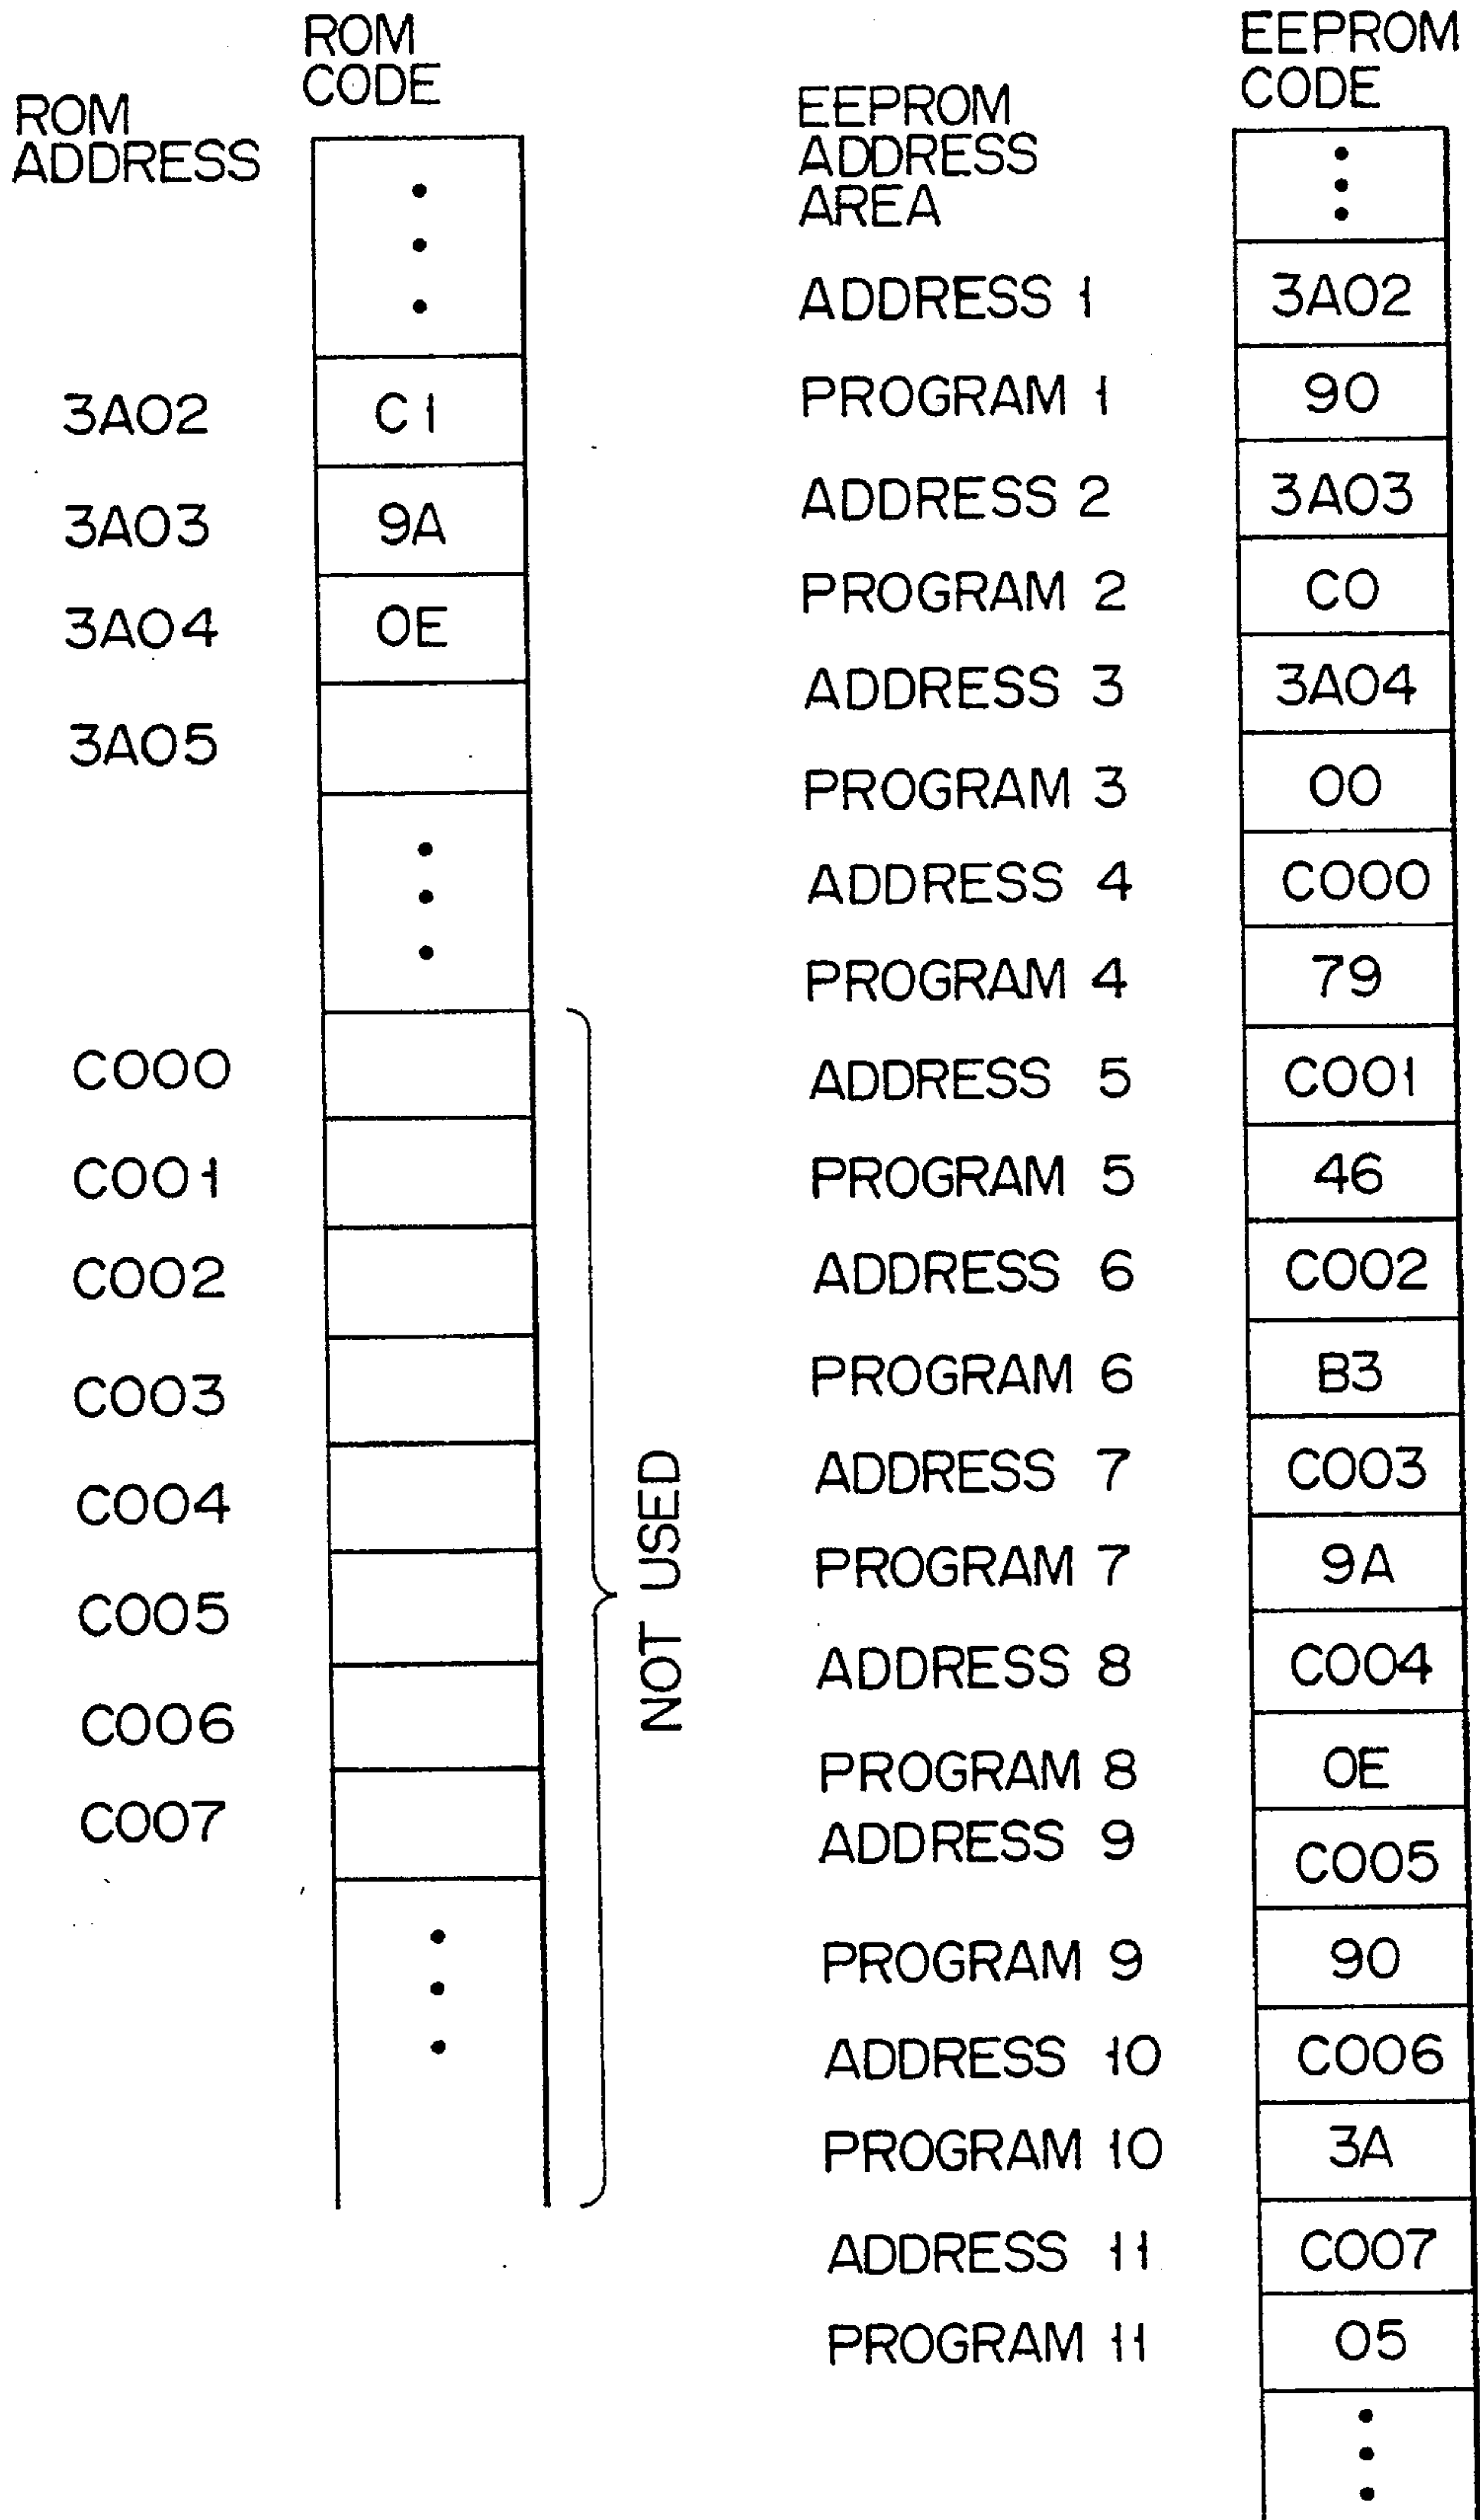 ROM
ADDRESS
ROM
CODE
3A02
C1
3A03
9A
3A04
0E
3A05
C000
C001
C002
C003
C004
C005
C006
C007
NOT USED
EEPROM
ADDRESS
AREA
EEPROM
CODE
ADDRESS 1
3A02
PROGRAM 1
90
ADDRESS 2
3A03
PROGRAM 2
C0
ADDRESS 3
3A04
PROGRAM 3
00
ADDRESS 4
C000
PROGRAM 4
79
ADDRESS 5
C001
PROGRAM 5
46
ADDRESS 6
C002
PROGRAM 6
B3
ADDRESS 7
C003
PROGRAM 7
9A
ADDRESS 8
C004
PROGRAM 8
0E
ADDRESS 9
C005
PROGRAM 9
90
ADDRESS 10
C006
PROGRAM 10
3A
ADDRESS 11
C007
PROGRAM 11
05